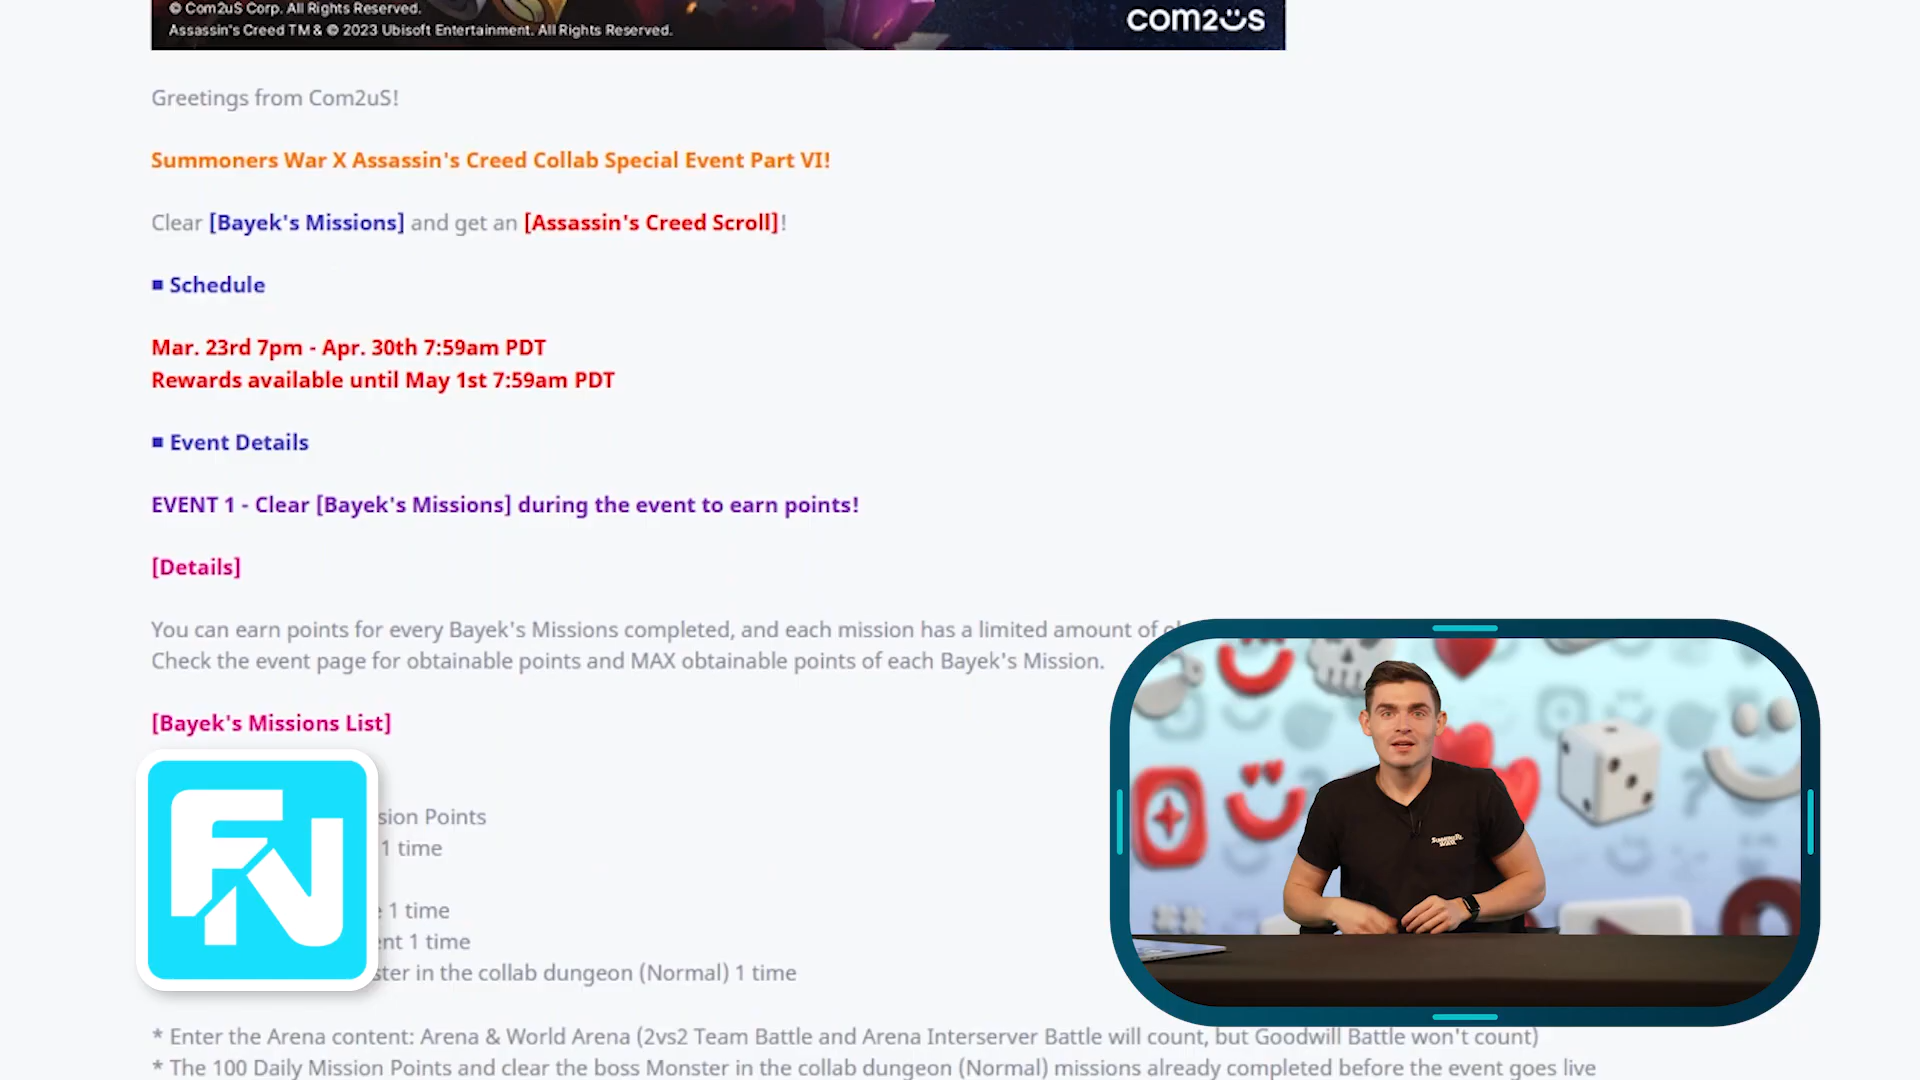 © Com2uS Corp. All Rights Reserved.
Assassin's Creed TM & © 2023 Ubisoft Entertainment. All Rights Reserved.
com2us
Greetings from Com2uS!
Summoners War X Assassin's Creed Collab Special Event Part VI!
Clear [Bayek's Missions] and get an [Assassin's Creed Scroll]!
■ Schedule
Mar. 23rd 7pm - Apr. 30th 7:59am PDT
Rewards available until May 1st 7:59am PDT
■ Event Details
EVENT 1 - Clear [Bayek's Missions] during the event to earn points!
[Details]
You can earn points for every Bayek's Missions completed, and each mission has a limited amount of
Check the event page for obtainable points and MAX obtainable points of each Bayek's Mission.
[Bayek's Missions List]
Points
1 time
1 time
1 time
in the collab dungeon (Normal) 1 time
FN
* Enter the Arena content: Arena & World Arena (2vs2 Team Battle and Arena Interserver Battle will count, but Goodwill Battle won't count)
* The 100 Daily Mission Points and clear the boss Monster in the collab dungeon (Normal) missions already completed before the event goes live